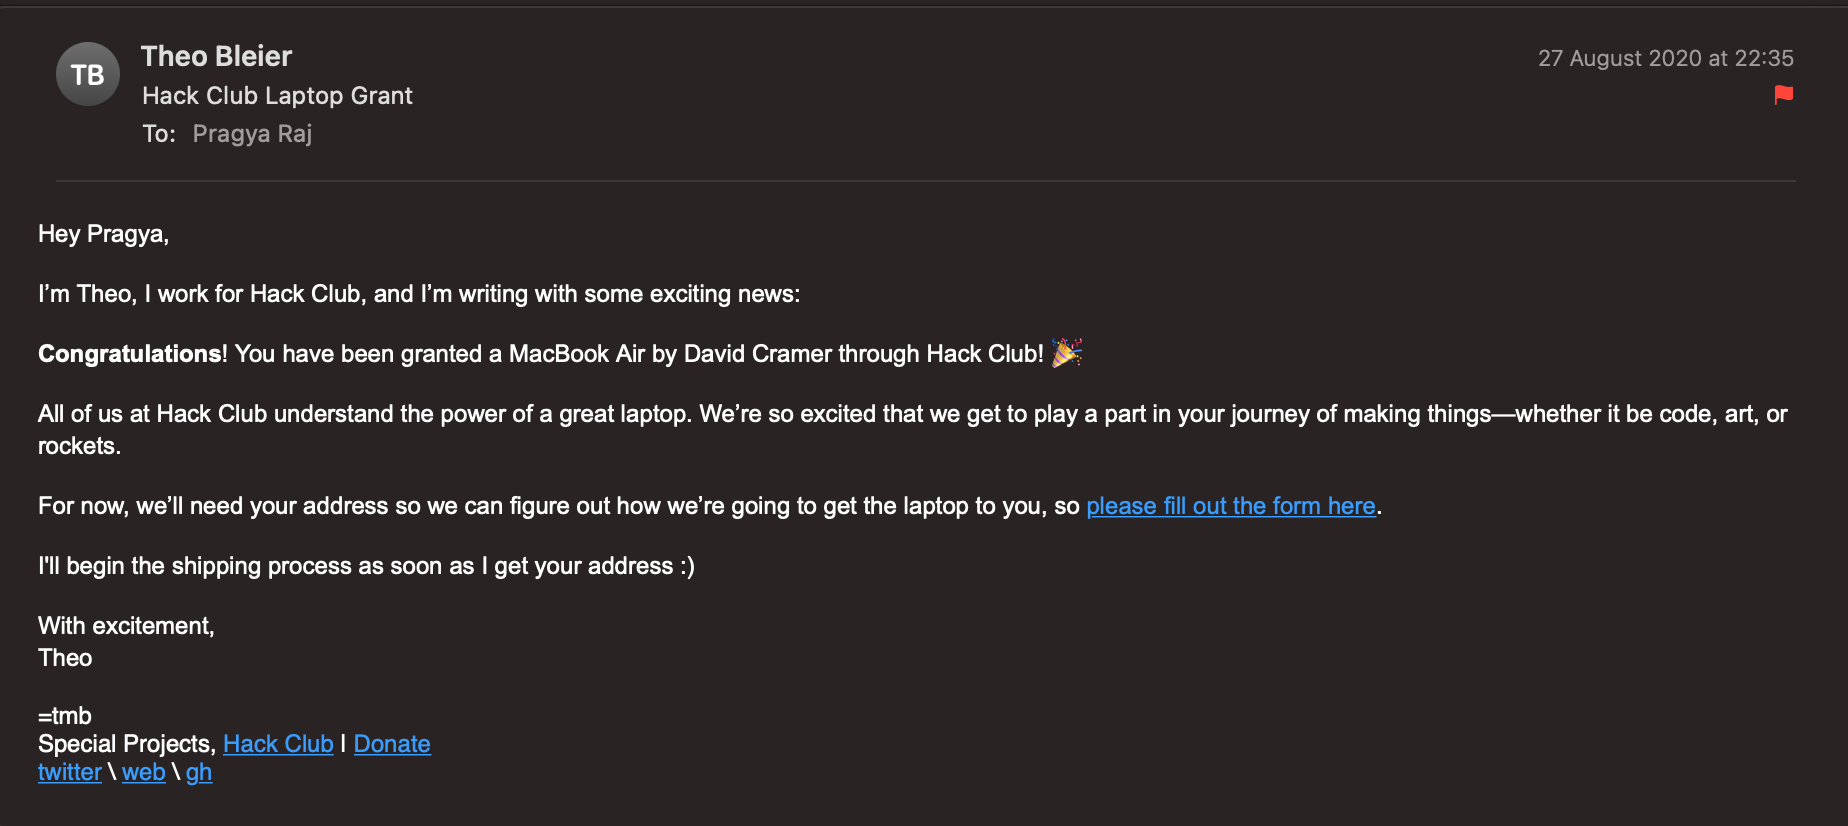 TB
Theo Bleier
27 August 2020 at 22:35
Hack Club Laptop Grant
To: Pragya Raj
Hey Pragya,
I’m Theo, I work for Hack Club, and I’m writing with some exciting news:
Congratulations! You have been granted a MacBook Air by David Cramer through Hack Club! 🎉
All of us at Hack Club understand the power of a great laptop. We’re so excited that we get to play a part in your journey of making things—whether it be code, art, or
rockets.
For now, we’ll need your address so we can figure out how we’re going to get the laptop to you, so please fill out the form here.
I'll begin the shipping process as soon as I get your address :)
With excitement,
Theo
=tmb
Special Projects, Hack Club | Donate
twitter \ web \ gh